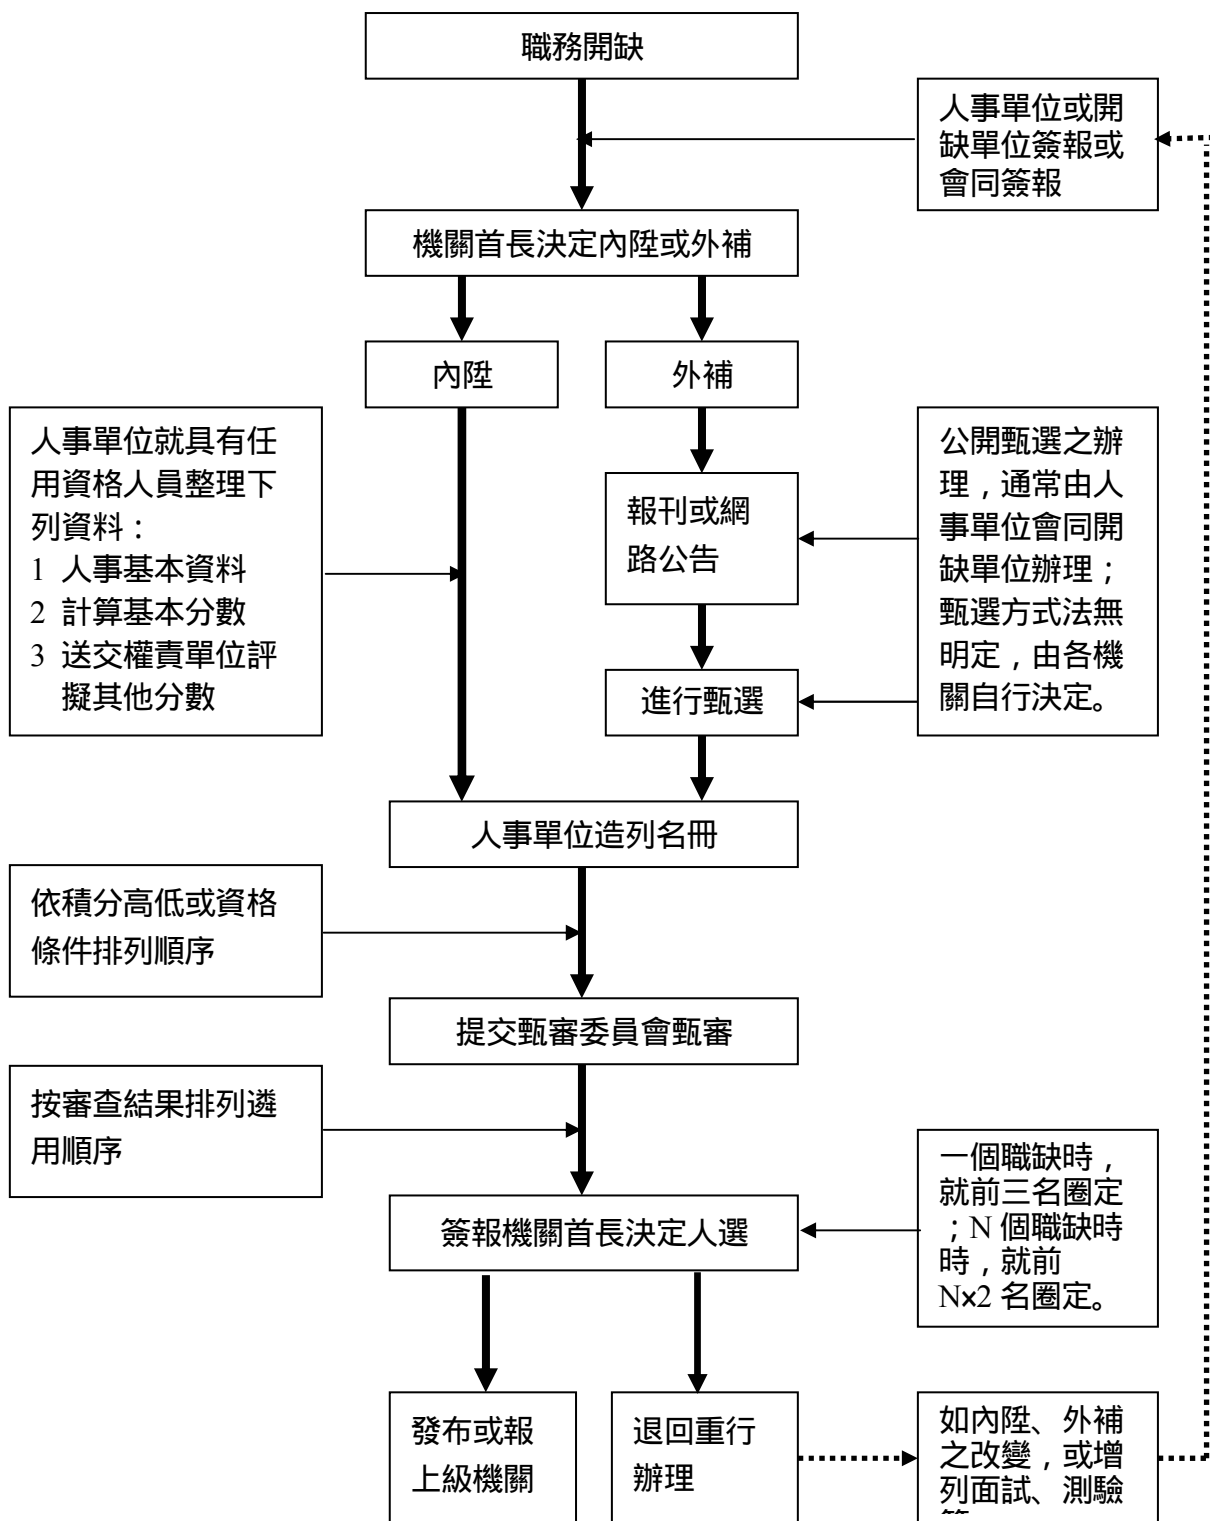 職務開缺
人事單位或開
缺單位簽報或
會同簽報
機關首長決定內陞或外補
內陞
外補
人事單位就具有任
用資格人員整理下
列資料：
1 人事基本資料
2 計算基本分數
3 送交權責單位評
擬其他分數
報刊或網
路公告
公開甄選之辦
理，通常由人
事單位會同開
缺單位辦理；
甄選方式法無
明定，由各機
關自行決定。
進行甄選
人事單位造列名冊
依積分高低或資格
條件排列順序
提交甄審委員會甄審
按審查結果排列遴
用順序
簽報機關首長決定人選
一個職缺時，
就前三名圈定
；N 個職缺時
時，就前
N×2 名圈定。
發布或報
上級機關
退回重行
辦理
如內陞、外補
之改變，或增
列面試、測驗